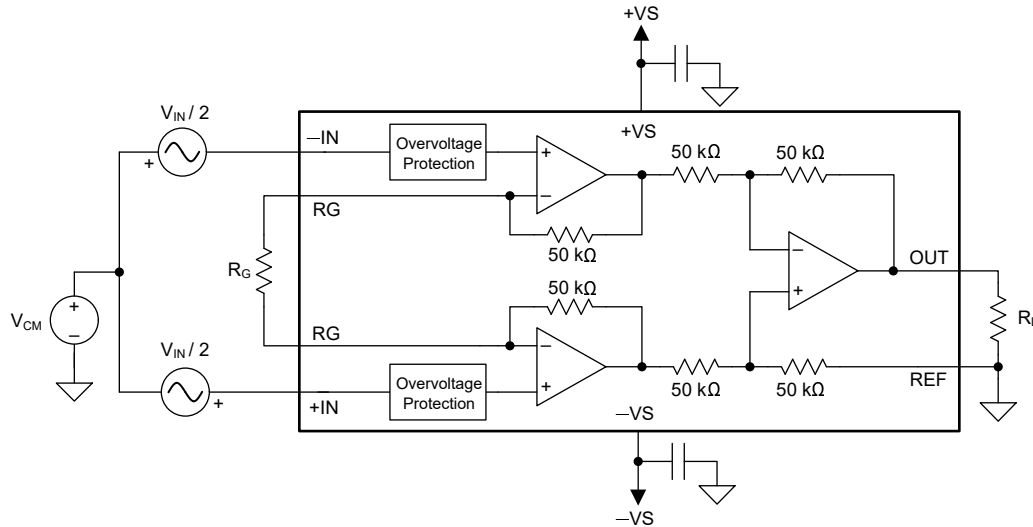 +VS
V_IN / 2
+
—IN
Overvoltage
Protection
+VS
50 kΩ
50 kΩ
+
−
RG
50 kΩ
R_G
−
+
OUT
V_CM
+
−
50 kΩ
RG
V_IN / 2
+
+IN
Overvoltage
Protection
−
+
50 kΩ
50 kΩ
REF
—VS
—VS